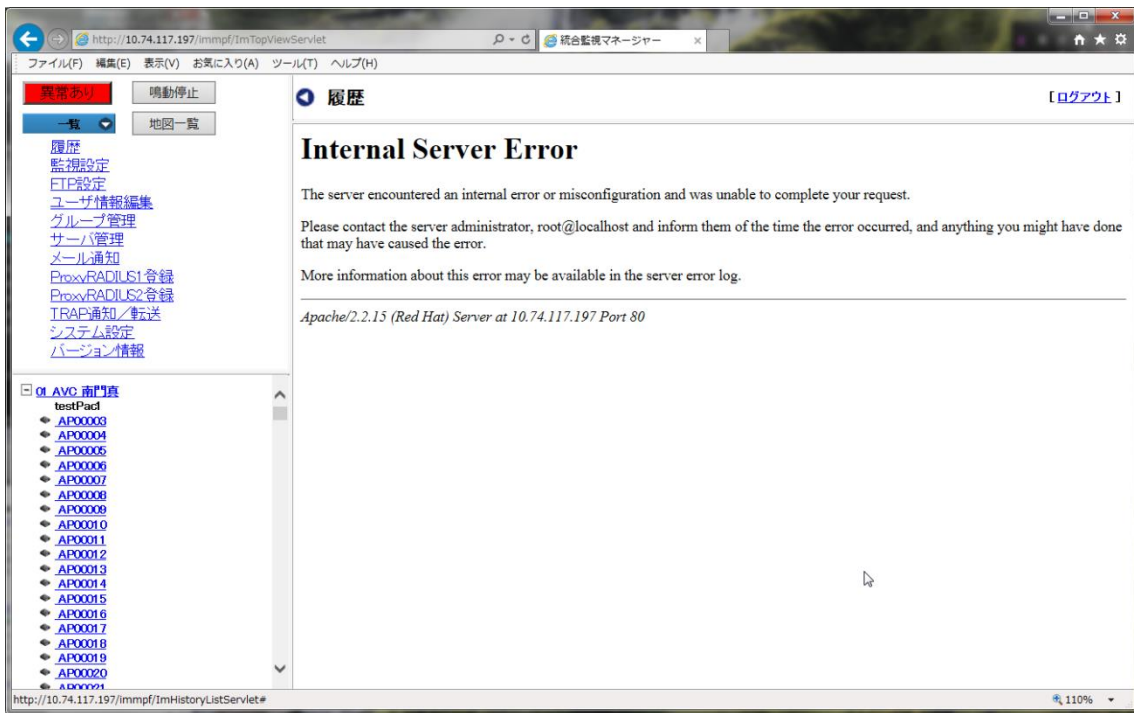 http://10.74.117.197/immpf/ImTopViewServlet
統合監視マネージャー
ファイル(F) 編集(E) 表示(V) お気に入り(A) ツール(T) ヘルプ(H)
異常あり 鳴動停止
一覧 地図一覧
履歴
監視設定
FTP設定
ユーザ情報編集
グループ管理
サーバ管理
メール通知
ProxyRADIUS1登録
ProxyRADIUS2登録
TRAP通知／転送
システム設定
バージョン情報
01_AVC_南門真
testPac1
AP00003
AP00004
AP00005
AP00006
AP00007
AP00008
AP00009
AP00010
AP00011
AP00012
AP00013
AP00014
AP00015
AP00016
AP00017
AP00018
AP00019
AP00020
AP00021
履歴 [ログアウト]
Internal Server Error
The server encountered an internal error or misconfiguration and was unable to complete your request.
Please contact the server administrator, root@localhost and inform them of the time the error occurred, and anything you might have done
that may have caused the error.
More information about this error may be available in the server error log.
Apache/2.2.15 (Red Hat) Server at 10.74.117.197 Port 80
http://10.74.117.197/immpf/ImHistoryListServlet#
110%